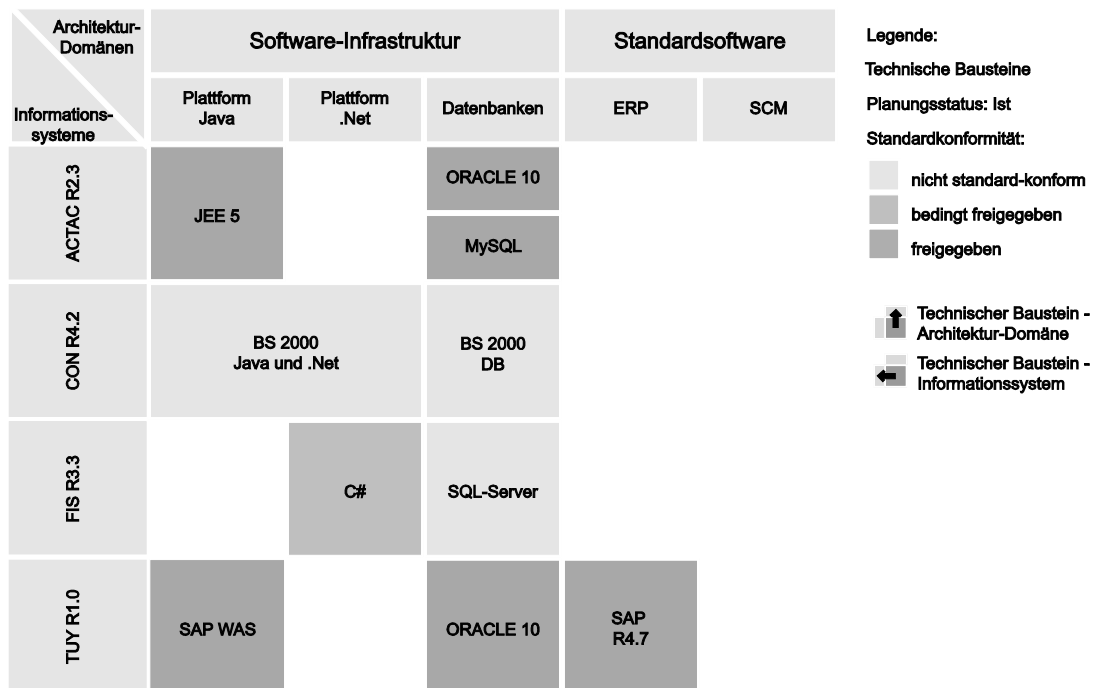 Architektur-
Domänen
Informations-
systeme
Software-Infrastruktur
Standardsoftware
Plattform
Java
Plattform
.Net
Datenbanken
ERP
SCM
ACTAC R2.3
JEE 5
ORACLE 10
MySQL
CON R4.2
BS 2000
Java und .Net
BS 2000
DB
FIS R3.3
C#
SQL-Server
TUY R1.0
SAP WAS
ORACLE 10
SAP
R4.7
Legende:
Technische Bausteine
Planungsstatus: Ist
Standardkonformität:
nicht standard-konform
bedingt freigegeben
freigegeben
Technischer Baustein -
Architektur-Domäne
Technischer Baustein -
Informationssystem